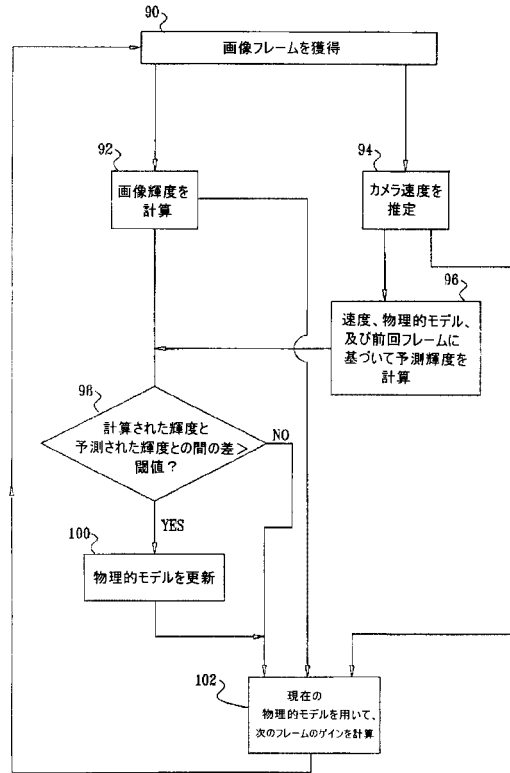 90
画像フレームを獲得
92
画像輝度を
計算
94
カメラ速度を
推定
96
速度、物理的モデル、
及び前回フレームに
基づいて予測輝度を
計算
98
計算された輝度と
予測された輝度との間の差>
閾値?
NO
YES
100
物理的モデルを更新
102
現在の
物理的モデルを用いて、
次のフレームのゲインを計算